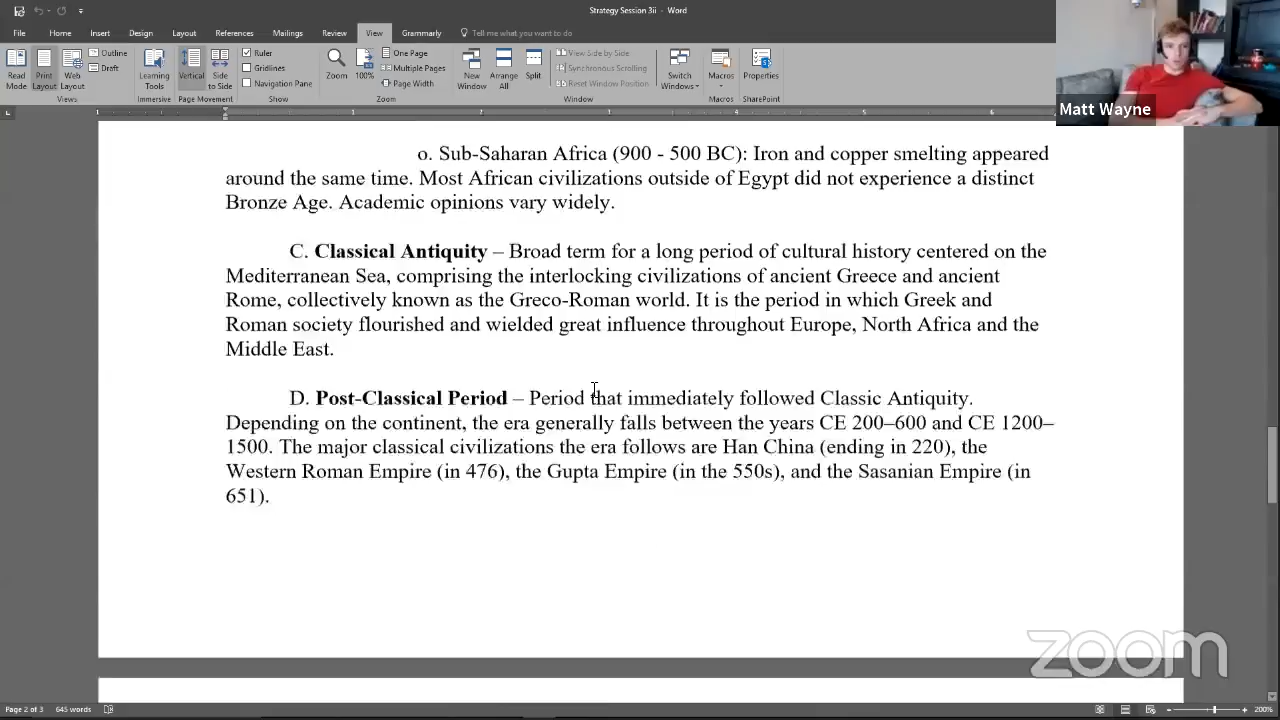 Strategy Session 3ii - Word
File Home Insert Design Layout References Mailings Review View Grammarly Tell me what you want to do
Read Mode
Print Layout
Web Layout
Outline
Draft
Views
Learning Tools
Immersive
Vertical
Side to Side
Page Movement
Ruler
Gridlines
Navigation Pane
Show
Zoom
100%
One Page
Multiple Pages
Page Width
Zoom
New Window
Arrange All
Split
View Side by Side
Synchronous Scrolling
Reset Window Position
Window
Switch Windows
Macros
Macros
Properties
SharePoint
Matt Wayne
o. Sub-Saharan Africa (900 - 500 BC): Iron and copper smelting appeared
around the same time. Most African civilizations outside of Egypt did not experience a distinct
Bronze Age. Academic opinions vary widely.
C. Classical Antiquity – Broad term for a long period of cultural history centered on the
Mediterranean Sea, comprising the interlocking civilizations of ancient Greece and ancient
Rome, collectively known as the Greco-Roman world. It is the period in which Greek and
Roman society flourished and wielded great influence throughout Europe, North Africa and the
Middle East.
D. Post-Classical Period – Period that immediately followed Classic Antiquity.
Depending on the continent, the era generally falls between the years CE 200–600 and CE 1200–
1500. The major classical civilizations the era follows are Han China (ending in 220), the
Western Roman Empire (in 476), the Gupta Empire (in the 550s), and the Sasanian Empire (in
651).
zoom
Page 2 of 3 645 words 200%